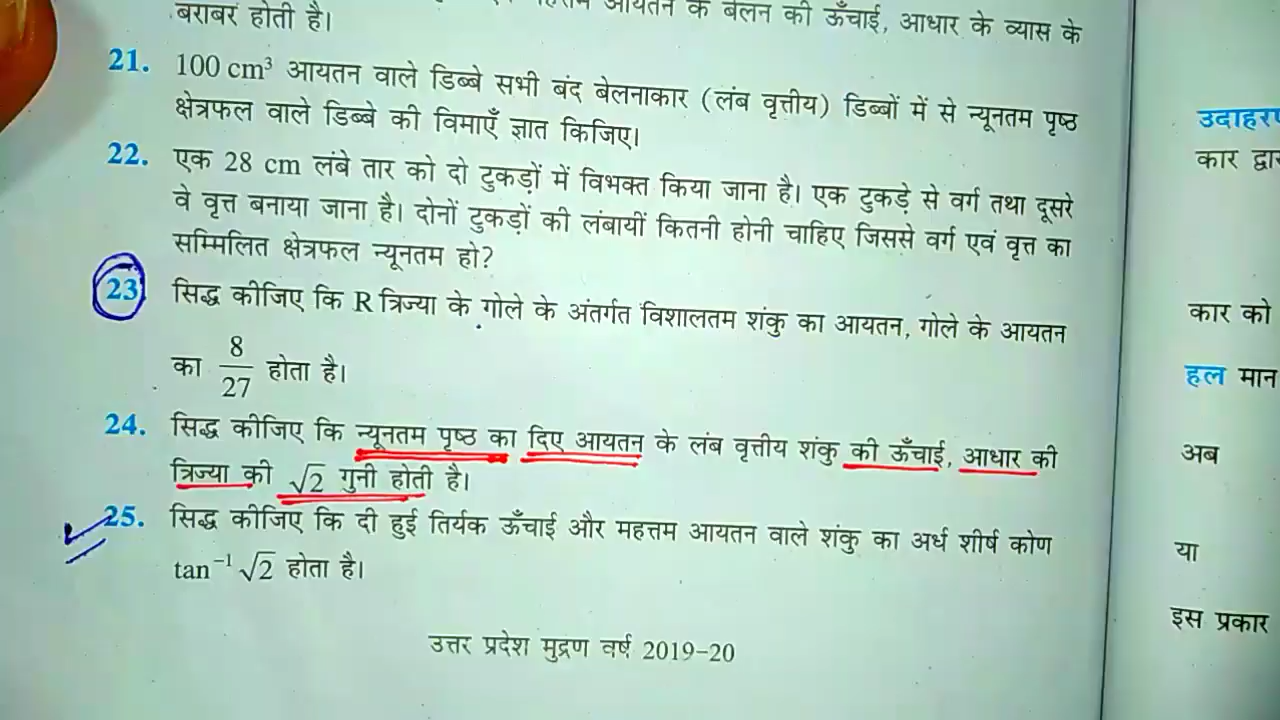 आयतन के बेलन की ऊँचाई, आधार के व्यास के
बराबर होती है।
21. 100 cm³ आयतन वाले डिब्बे सभी बंद बेलनाकार (लंब वृत्तीय) डिब्बों में से न्यूनतम पृष्ठ
क्षेत्रफल वाले डिब्बे की विमाएँ ज्ञात किजिए।
22. एक 28 cm लंबे तार को दो टुकड़ों में विभक्त किया जाना है। एक टुकड़े से वर्ग तथा दूसरे
वे वृत्त बनाया जाना है। दोनों टुकड़ों की लंबायीं कितनी होनी चाहिए जिससे वर्ग एवं वृत्त का
सम्मिलित क्षेत्रफल न्यूनतम हो?
23 सिद्ध कीजिए कि R त्रिज्या के गोले के अंतर्गत विशालतम शंकु का आयतन, गोले के आयतन
का 8/27 होता है।
24. सिद्ध कीजिए कि न्यूनतम पृष्ठ का दिए आयतन के लंब वृत्तीय शंकु की ऊँचाई, आधार की
त्रिज्या की √2 गुनी होती है।
25. सिद्ध कीजिए कि दी हुई तिर्यक ऊँचाई और महत्तम आयतन वाले शंकु का अर्ध शीर्ष कोण
tan⁻¹ √2 होता है।
उत्तर प्रदेश मुद्रण वर्ष 2019–20
कार द्वा
कार को
हल मान
अब
या
इस प्रकार